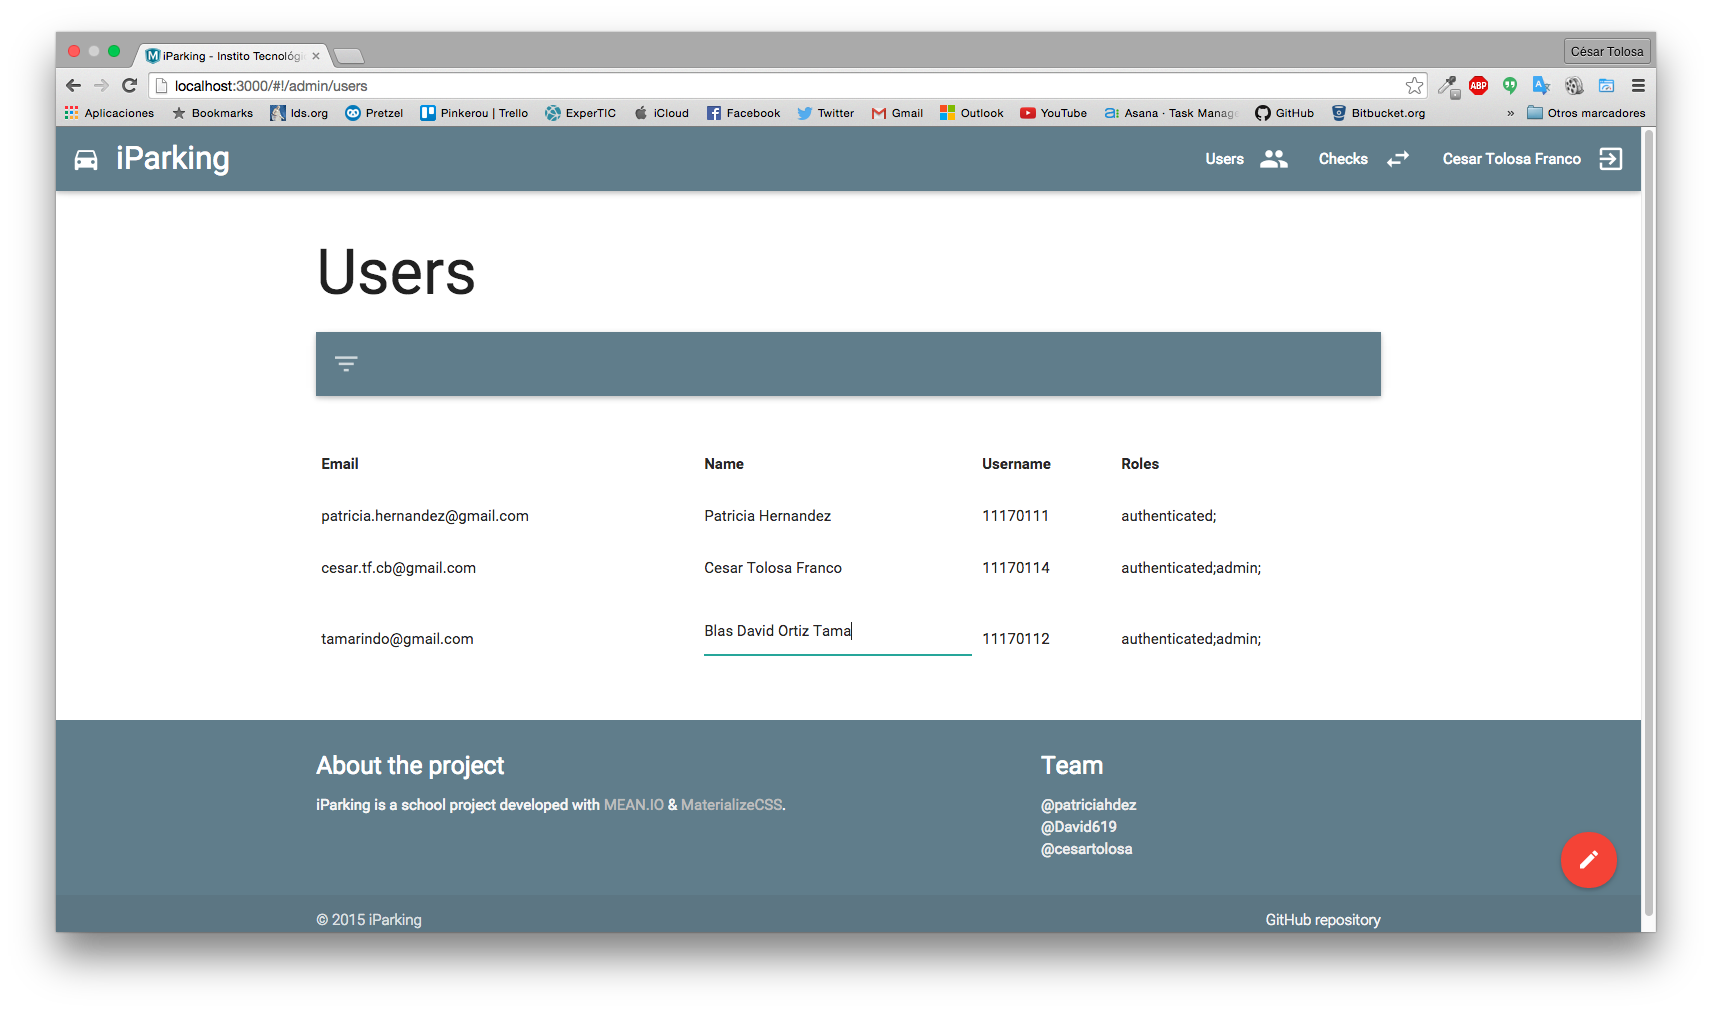 iParking - Instito Tecnológi
César Tolosa
localhost:3000/#!/admin/users
ABP
Aplicaciones Bookmarks lds.org Pretzel Pinkerou | Trello ExperTIC iCloud Facebook Twitter Gmail Outlook YouTube Asana · Task Manage GitHub Bitbucket.org » Otros marcadores
iParking Users Checks Cesar Tolosa Franco
Users
Email Name Username Roles
patricia.hernandez@gmail.com Patricia Hernandez 11170111 authenticated;
cesar.tf.cb@gmail.com Cesar Tolosa Franco 11170114 authenticated;admin;
tamarindo@gmail.com Blas David Ortiz Tama 11170112 authenticated;admin;
About the project
iParking is a school project developed with MEAN.IO & MaterializeCSS.
Team
@patriciahdez
@David619
@cesartolosa
© 2015 iParking GitHub repository